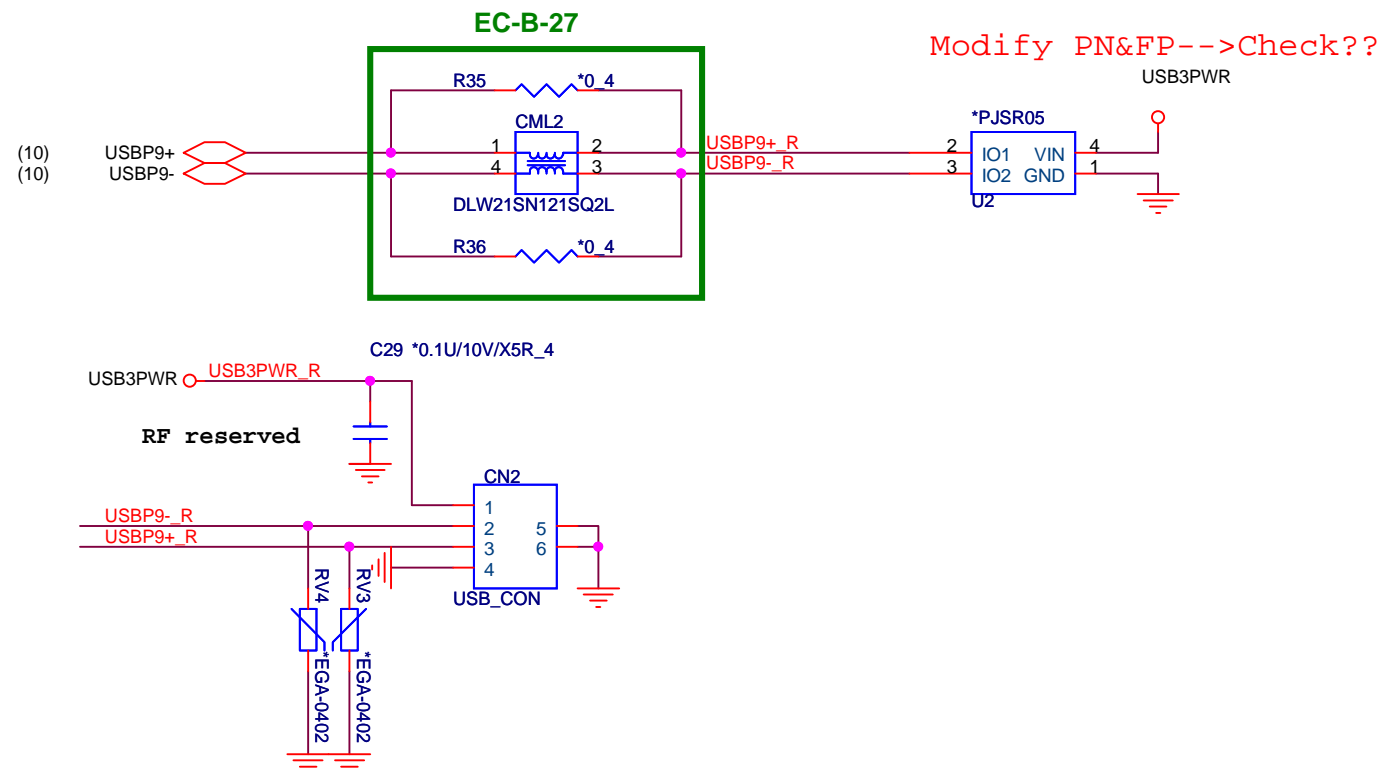 EC-B-27
Modify PN&FP-->Check??
USB3PWR
R35
*0_4
CML2
*PJSR05
(10)
USBP9+
1
2
USBP9+_R
2
IO1
VIN
4
(10)
USBP9-
4
3
USBP9-_R
3
IO2
GND
1
DLW21SN121SQ2L
U2
R36
*0_4
C29 *0.1U/10V/X5R_4
USB3PWR
USB3PWR_R
RF reserved
CN2
1
USBP9-_R
2
5
USBP9+_R
3
6
4
USB_CON
RV4
RV3
*EGA-0402
*EGA-0402